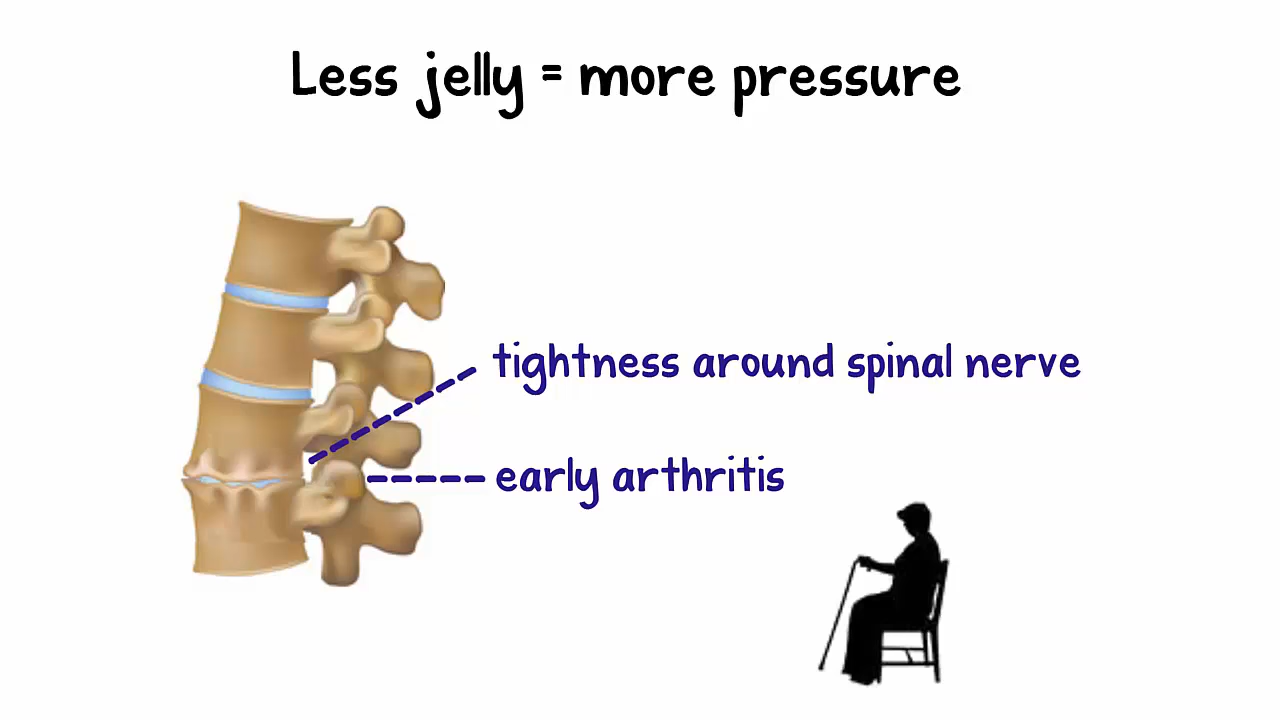 Less jelly = more pressure
tightness around spinal nerve
early arthritis